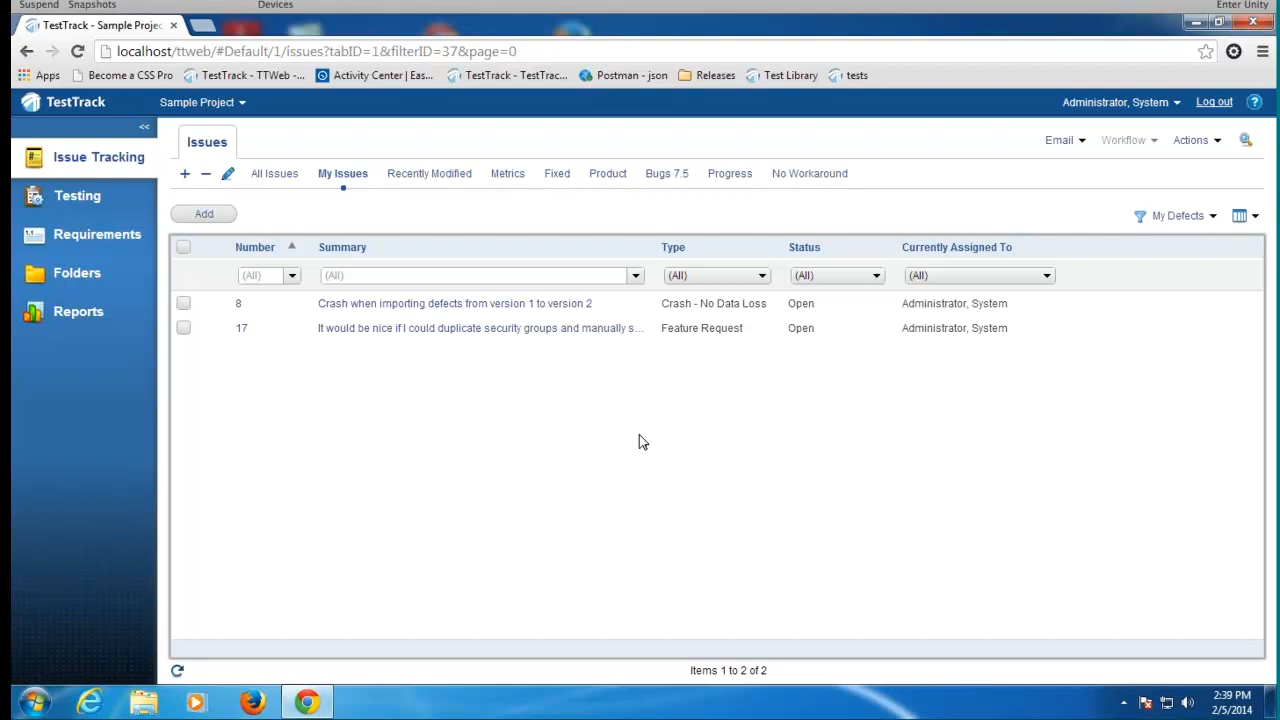 Suspend Snapshots Devices Enter Unity
TestTrack - Sample Projec
localhost/ttweb/#Default/1/issues?tabID=1&filterID=37&page=0
Apps Become a CSS Pro TestTrack - TTWeb -... Activity Center | Eas... TestTrack - TestTrac... Postman - json Releases Test Library tests
TestTrack Sample Project Administrator, System Log out ?
<<
Issue Tracking
Testing
Requirements
Folders
Reports
Issues Email Workflow Actions
All Issues My Issues Recently Modified Metrics Fixed Product Bugs 7.5 Progress No Workaround
Add My Defects
Number Summary Type Status Currently Assigned To
(All) (All) (All) (All) (All)
8 Crash when importing defects from version 1 to version 2 Crash - No Data Loss Open Administrator, System
17 It would be nice if I could duplicate security groups and manually s... Feature Request Open Administrator, System
Items 1 to 2 of 2
2:39 PM
2/5/2014